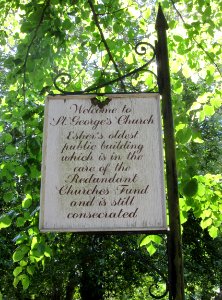 Welcome to
St George's Church
Esher's oldest
public building
which is in the
care of the
Redundant
Churches Fund
and is still
consecrated